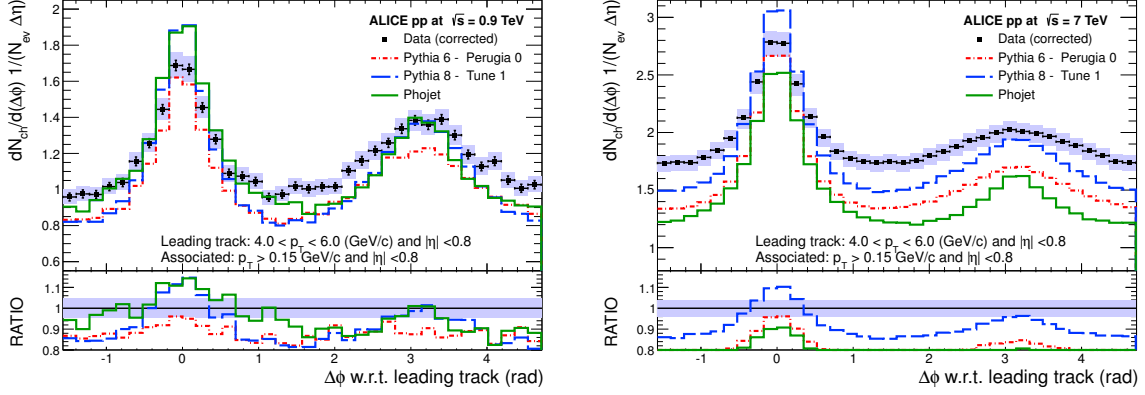 ALICE pp at √s = 0.9 TeV
Data (corrected)
Pythia 6 - Perugia 0
Pythia 8 - Tune 1
Phojet
dN_ch/d(Δϕ) 1/(N_ev Δη)
2
1.8
1.6
1.4
1.2
1
0.8
0.6
Leading track: 4.0 < p_T < 6.0 (GeV/c) and |η| <0.8
Associated: p_T > 0.15 GeV/c and |η| <0.8
RATIO
1.1
1
0.9
0.8
-1 0 1 2 3 4
Δϕ w.r.t. leading track (rad)
ALICE pp at √s = 7 TeV
Data (corrected)
Pythia 6 - Perugia 0
Pythia 8 - Tune 1
Phojet
dN_ch/d(Δϕ) 1/(N_ev Δη)
3
2.5
2
1.5
1
Leading track: 4.0 < p_T < 6.0 (GeV/c) and |η| <0.8
Associated: p_T > 0.15 GeV/c and |η| <0.8
RATIO
1.1
1
0.9
0.8
-1 0 1 2 3 4
Δϕ w.r.t. leading track (rad)